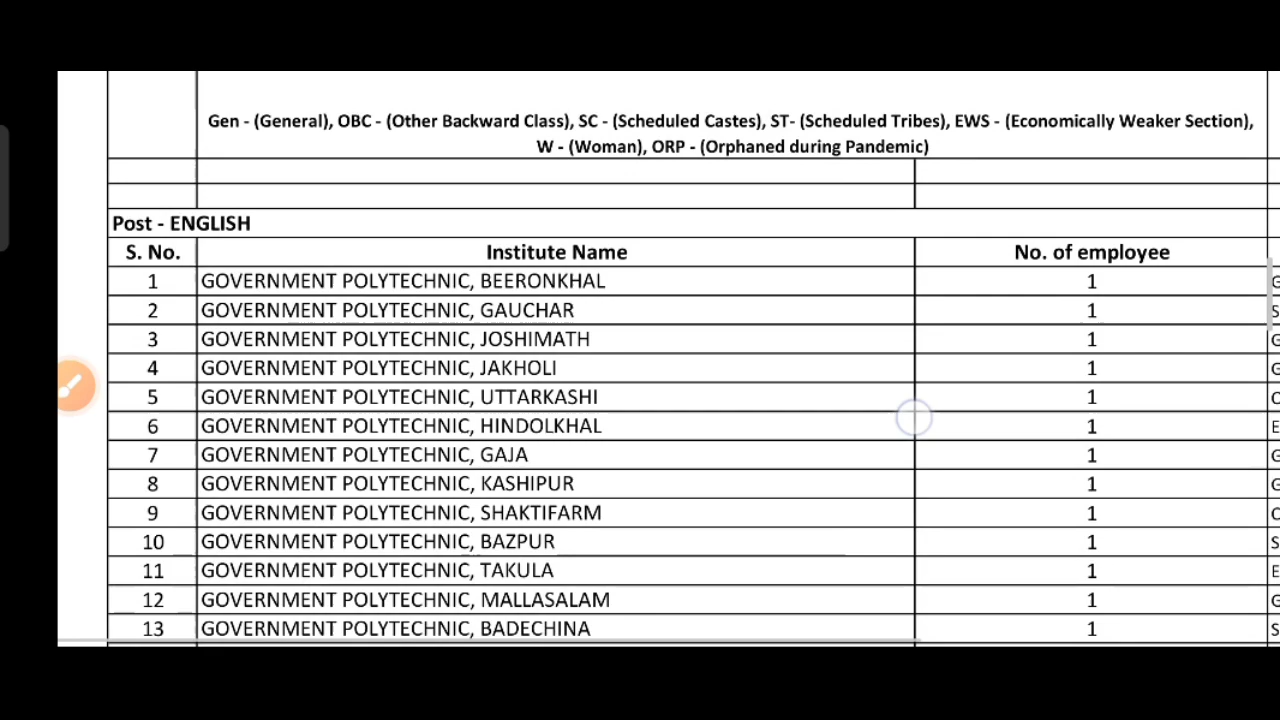 Gen - (General), OBC - (Other Backward Class), SC - (Scheduled Castes), ST- (Scheduled Tribes), EWS - (Economically Weaker Section),
W - (Woman), ORP - (Orphaned during Pandemic)
Post - ENGLISH
S. No. Institute Name No. of employee
1 GOVERNMENT POLYTECHNIC, BEERONKHAL 1
2 GOVERNMENT POLYTECHNIC, GAUCHAR 1
3 GOVERNMENT POLYTECHNIC, JOSHIMATH 1
4 GOVERNMENT POLYTECHNIC, JAKHOLI 1
5 GOVERNMENT POLYTECHNIC, UTTARKASHI 1
6 GOVERNMENT POLYTECHNIC, HINDOLKHAL 1
7 GOVERNMENT POLYTECHNIC, GAJA 1
8 GOVERNMENT POLYTECHNIC, KASHIPUR 1
9 GOVERNMENT POLYTECHNIC, SHAKTIFARM 1
10 GOVERNMENT POLYTECHNIC, BAZPUR 1
11 GOVERNMENT POLYTECHNIC, TAKULA 1
12 GOVERNMENT POLYTECHNIC, MALLASALAM 1
13 GOVERNMENT POLYTECHNIC, BADECHINA 1